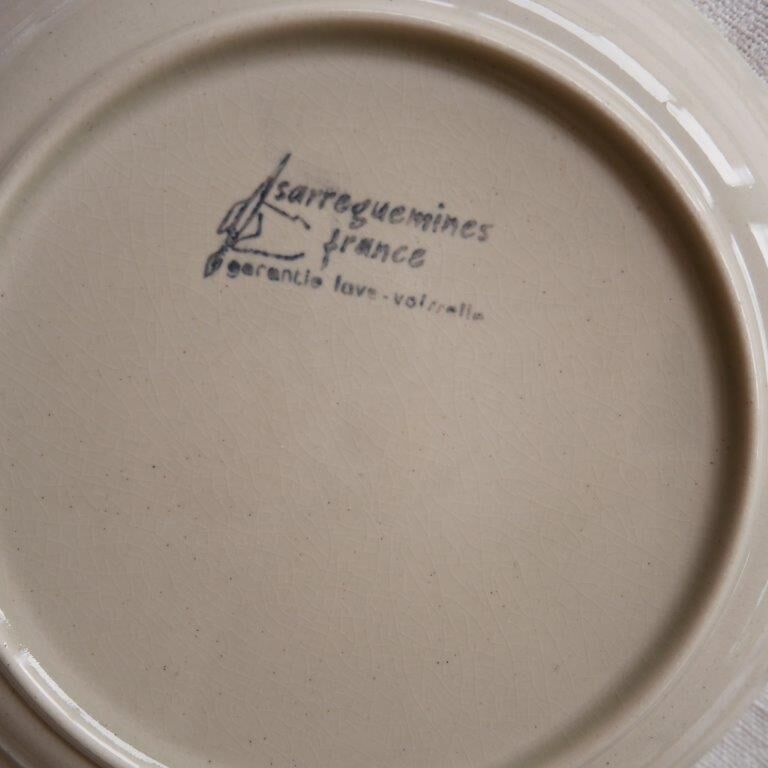 sarreguemines
france
garantie lave-vaisselle